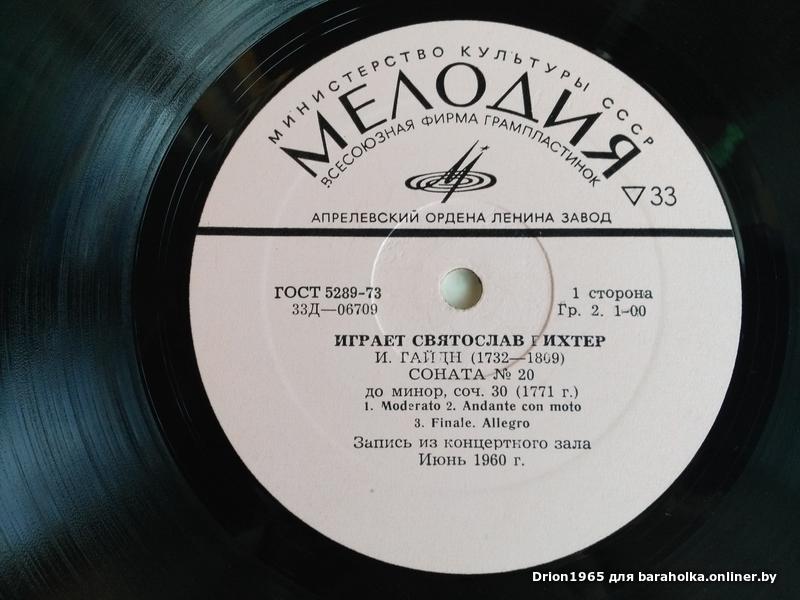 МИНИСТЕРСТВО КУЛЬТУРЫ СССР
МЕЛОДИЯ
ВСЕСОЮЗНАЯ ФИРМА ГРАМПЛАСТИНОК
33
АПРЕЛЕВСКИЙ ОРДЕНА ЛЕНИНА ЗАВОД
ГОСТ 5289-73 1 сторона
33Д—06709 Гр. 2. 1-00
ИГРАЕТ СВЯТОСЛАВ РИХТЕР
И. ГАЙДН (1732—1809)
СОНАТА № 20
до минор, соч. 30 (1771 г.)
1. Moderato 2. Andante con moto
3. Finale. Allegro
Запись из концертного зала
Июнь 1960 г.
Drion1965 для baraholka.onliner.by